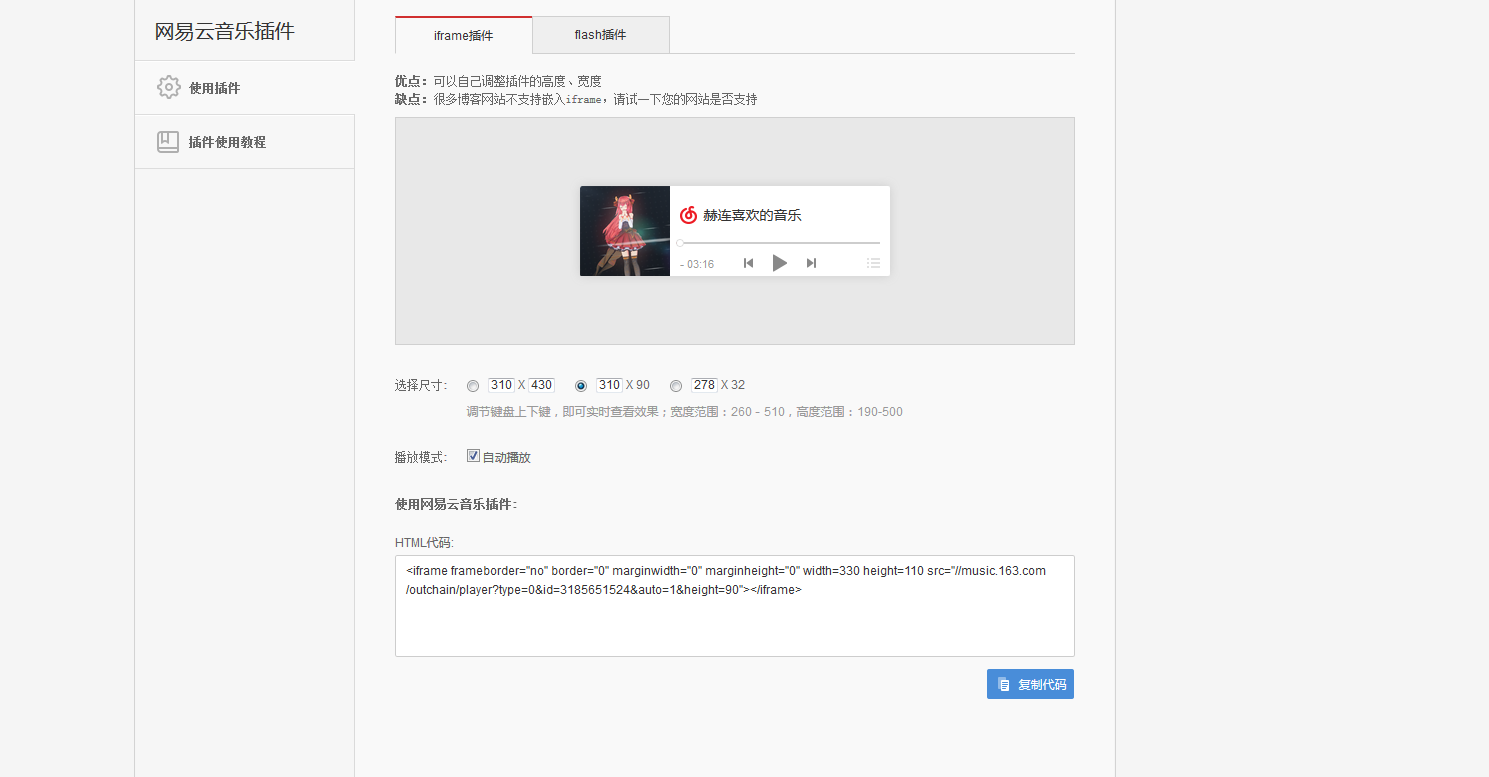 网易云音乐插件
使用插件
插件使用教程
iframe插件
flash插件
优点：可以自己调整插件的高度、宽度
缺点：很多博客网站不支持嵌入iframe，请试一下您的网站是否支持
赫连喜欢的音乐
- 03:16
选择尺寸： 310 X 430 310 X 90 278 X 32
调节键盘上下键，即可实时查看效果；宽度范围：260 - 510，高度范围：190-500
播放模式： 自动播放
使用网易云音乐插件：
HTML代码:
<iframe frameborder="no" border="0" marginwidth="0" marginheight="0" width=330 height=110 src="//music.163.com
/outchain/player?type=0&id=3185651524&auto=1&height=90"></iframe>
复制代码